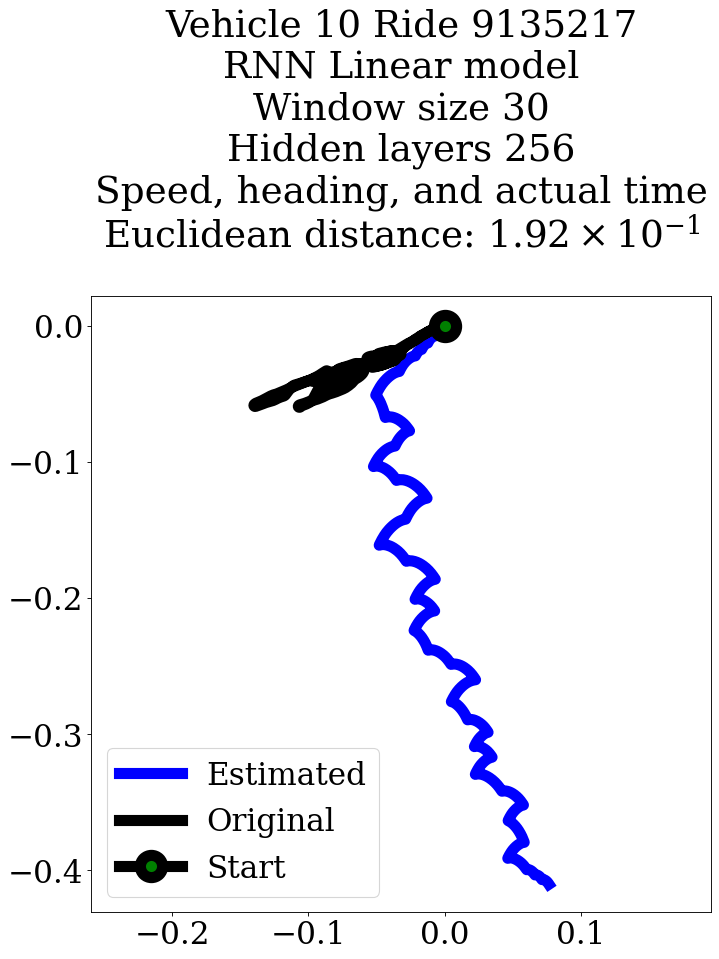 Vehicle 10 Ride 9135217
RNN Linear model
Window size 30
Hidden layers 256
Speed, heading, and actual time
Euclidean distance: 1.92 × 10⁻¹
0.0
−0.1
−0.2
−0.3
−0.4
Estimated
Original
Start
−0.2 −0.1 0.0 0.1